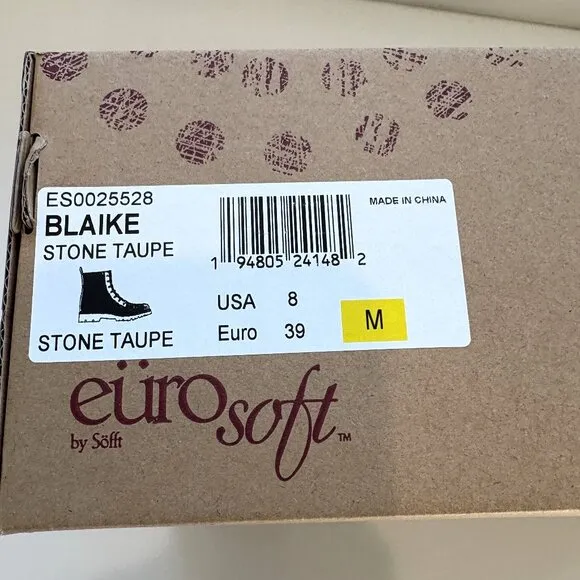 ES0025528
BLAIKE
STONE TAUPE
MADE IN CHINA
1 94805 24148 2
STONE TAUPE
USA 8
Euro 39
M
eürosoft™
by Söfft